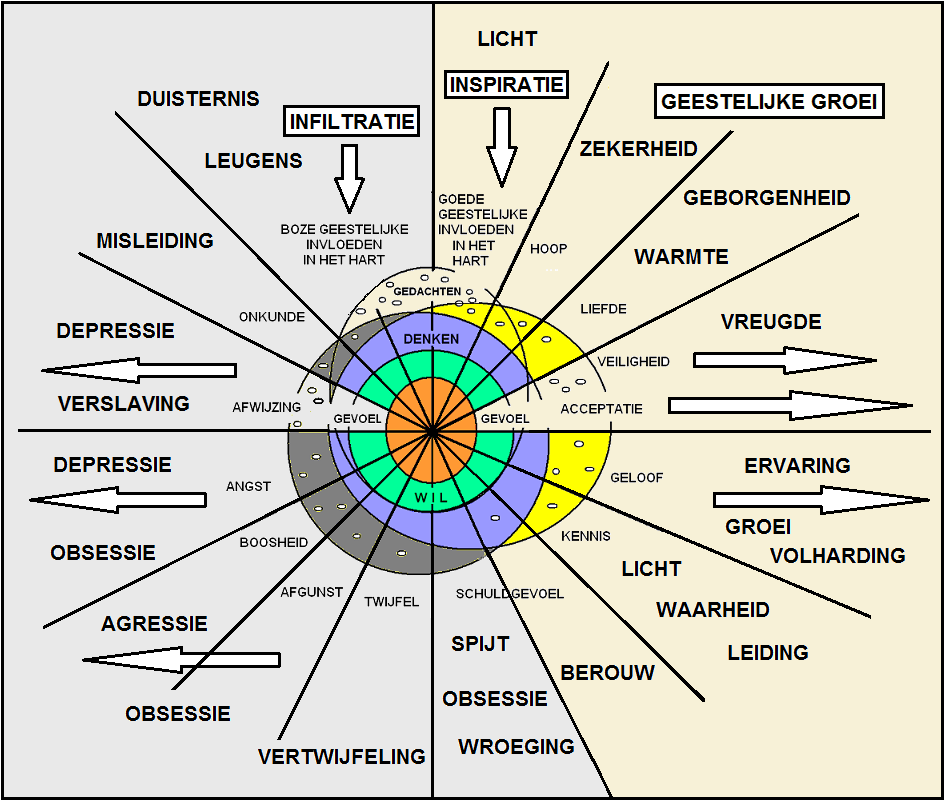 LICHT
INSPIRATIE
DUISTERNIS
GEESTELIJKE GROEI
INFILTRATIE
LEUGENS
ZEKERHEID
GOEDE
GEESTELIJKE
INVLOEDEN
IN HET
HART
GEBORGENHEID
BOZE GEESTELIJKE
INVLOEDEN
IN HET HART
MISLEIDING
HOOP
WARMTE
GEDACHTEN
ONKUNDE
LIEFDE
DEPRESSIE
DENKEN
VREUGDE
VEILIGHEID
VERSLAVING
AFWIJZING
GEVOEL
GEVOEL
ACCEPTATIE
DEPRESSIE
ERVARING
ANGST
WIL
GELOOF
GROEI
OBSESSIE
BOOSHEID
KENNIS
VOLHARDING
LICHT
AFGUNST
TWIJFEL
SCHULDGEVOEL
WAARHEID
AGRESSIE
SPIJT
LEIDING
BEROUW
OBSESSIE
OBSESSIE
WROEGING
VERTWIJFELING